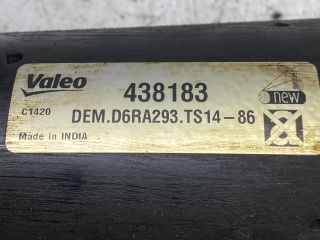 Valeo
438183
new
C1420
DEM.D6RA293.TS14-86
Made in INDIA